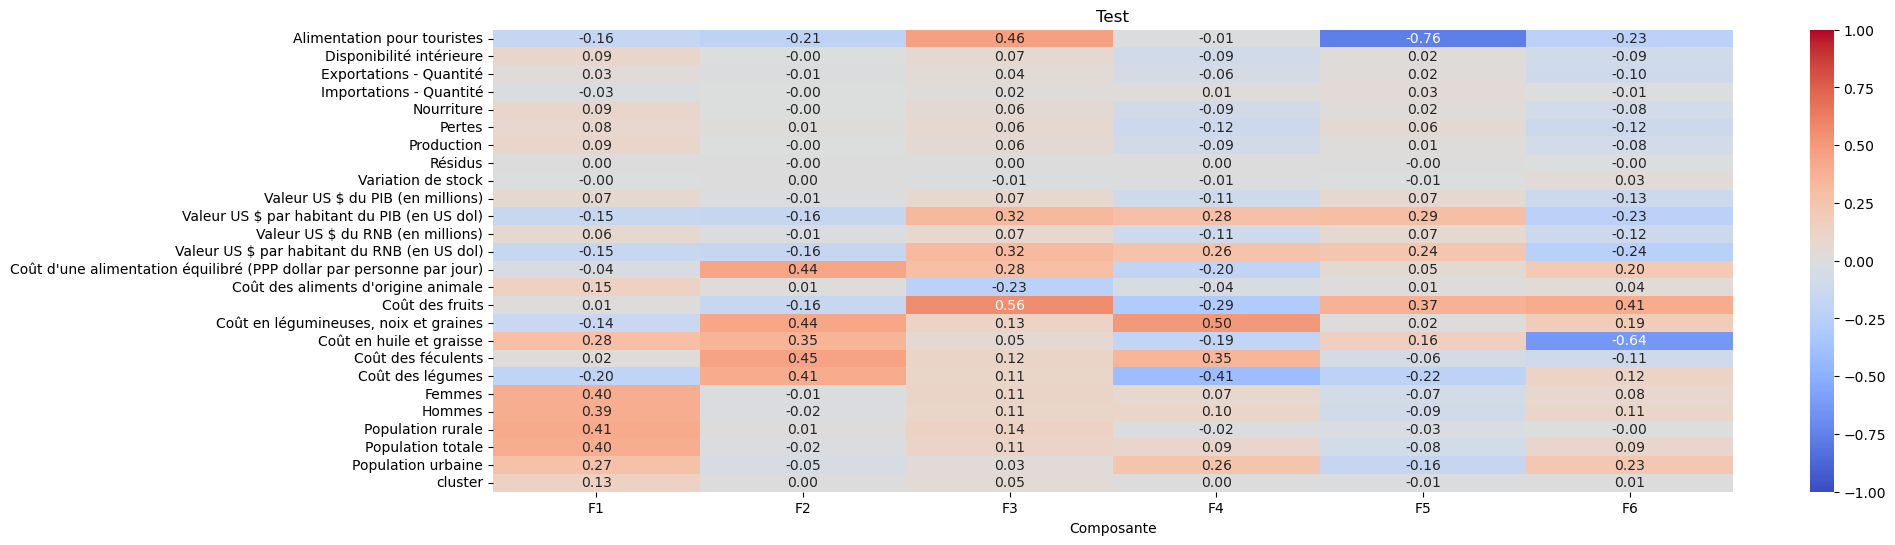 Test
Alimentation pour touristes -0.16 -0.21 0.46 -0.01 -0.76 -0.23
Disponibilité intérieure 0.09 -0.00 0.07 -0.09 0.02 -0.09
Exportations - Quantité 0.03 -0.01 0.04 -0.06 0.02 -0.10
Importations - Quantité -0.03 -0.00 0.02 0.01 0.03 -0.01
Nourriture 0.09 -0.00 0.06 -0.09 0.02 -0.08
Pertes 0.08 0.01 0.06 -0.12 0.06 -0.12
Production 0.09 -0.00 0.06 -0.09 0.01 -0.08
Résidus 0.00 -0.00 0.00 0.00 -0.00 -0.00
Variation de stock -0.00 0.00 -0.01 -0.01 -0.01 0.03
Valeur US $ du PIB (en millions) 0.07 -0.01 0.07 -0.11 0.07 -0.13
Valeur US $ par habitant du PIB (en US dol) -0.15 -0.16 0.32 0.28 0.29 -0.23
Valeur US $ du RNB (en millions) 0.06 -0.01 0.07 -0.11 0.07 -0.12
Valeur US $ par habitant du RNB (en US dol) -0.15 -0.16 0.32 0.26 0.24 -0.24
Coût d'une alimentation équilibré (PPP dollar par personne par jour) -0.04 0.44 0.28 -0.20 0.05 0.20
Coût des aliments d'origine animale 0.15 0.01 -0.23 -0.04 0.01 0.04
Coût des fruits 0.01 -0.16 0.56 -0.29 0.37 0.41
Coût en légumineuses, noix et graines -0.14 0.44 0.13 0.50 0.02 0.19
Coût en huile et graisse 0.28 0.35 0.05 -0.19 0.16 -0.64
Coût des féculents 0.02 0.45 0.12 0.35 -0.06 -0.11
Coût des légumes -0.20 0.41 0.11 -0.41 -0.22 0.12
Femmes 0.40 -0.01 0.11 0.07 -0.07 0.08
Hommes 0.39 -0.02 0.11 0.10 -0.09 0.11
Population rurale 0.41 0.01 0.14 -0.02 -0.03 -0.00
Population totale 0.40 -0.02 0.11 0.09 -0.08 0.09
Population urbaine 0.27 -0.05 0.03 0.26 -0.16 0.23
cluster 0.13 0.00 0.05 0.00 -0.01 0.01
F1 F2 F3 F4 F5 F6
Composante
1.00
0.75
0.50
0.25
0.00
−0.25
−0.50
−0.75
−1.00